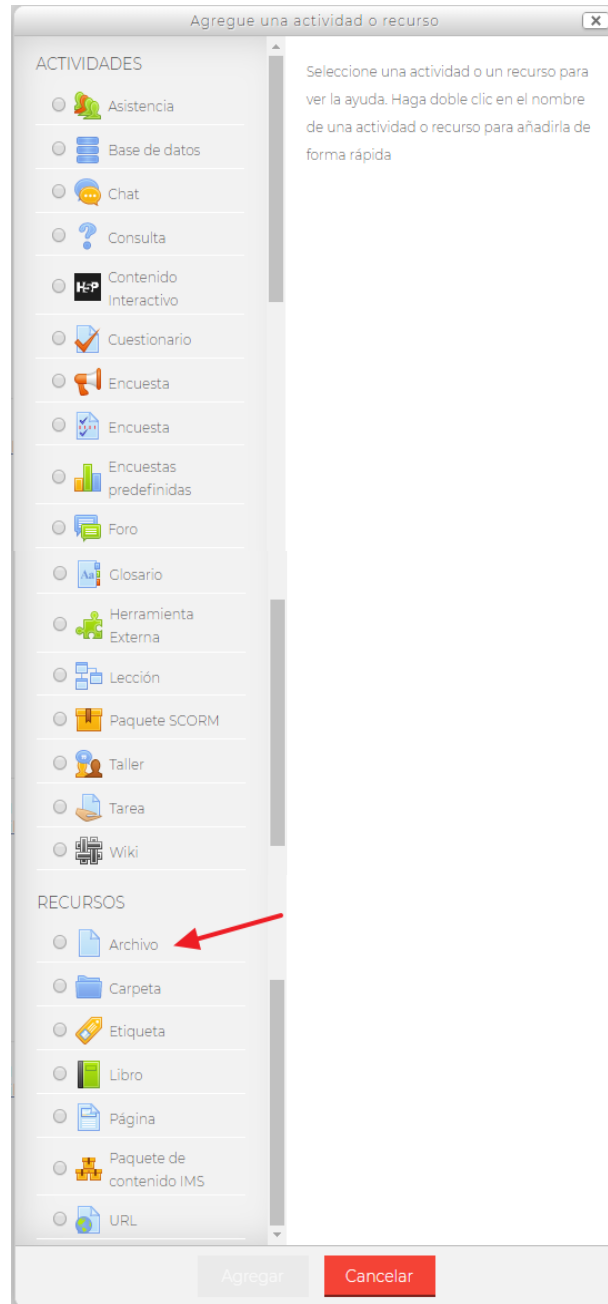 Agregue una actividad o recurso
ACTIVIDADES
Asistencia
Base de datos
Chat
Consulta
H-P Contenido
Interactivo
Cuestionario
Encuesta
Encuesta
Encuestas
predefinidas
Foro
Aa Glosario
Herramienta
Externa
Lección
Paquete SCORM
Taller
Tarea
Wiki
RECURSOS
Archivo
Carpeta
Etiqueta
Libro
Página
Paquete de
contenido IMS
URL
Seleccione una actividad o un recurso para
ver la ayuda. Haga doble clic en el nombre
de una actividad o recurso para añadirla de
forma rápida
Agregar
Cancelar